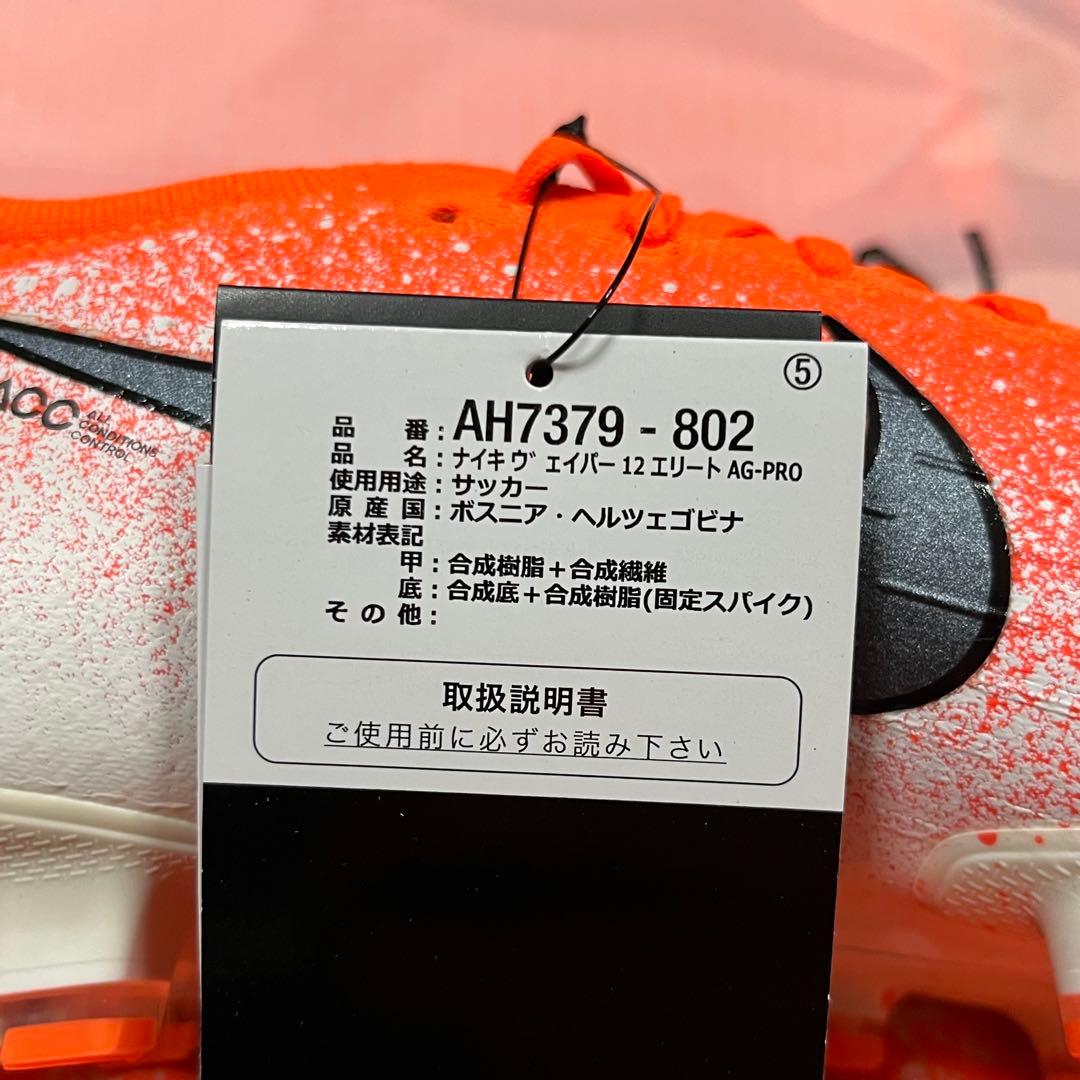 ⑤
品番：AH7379 - 802
品名：ナイキ ヴェイパー 12 エリート AG-PRO
使用用途：サッカー
原産国：ボスニア・ヘルツェゴビナ
素材表記
甲：合成樹脂＋合成繊維
底：合成底＋合成樹脂(固定スパイク)
その他：
取扱説明書
ご使用前に必ずお読み下さい
ACC
ALL
CONDITIONS
CONTROL